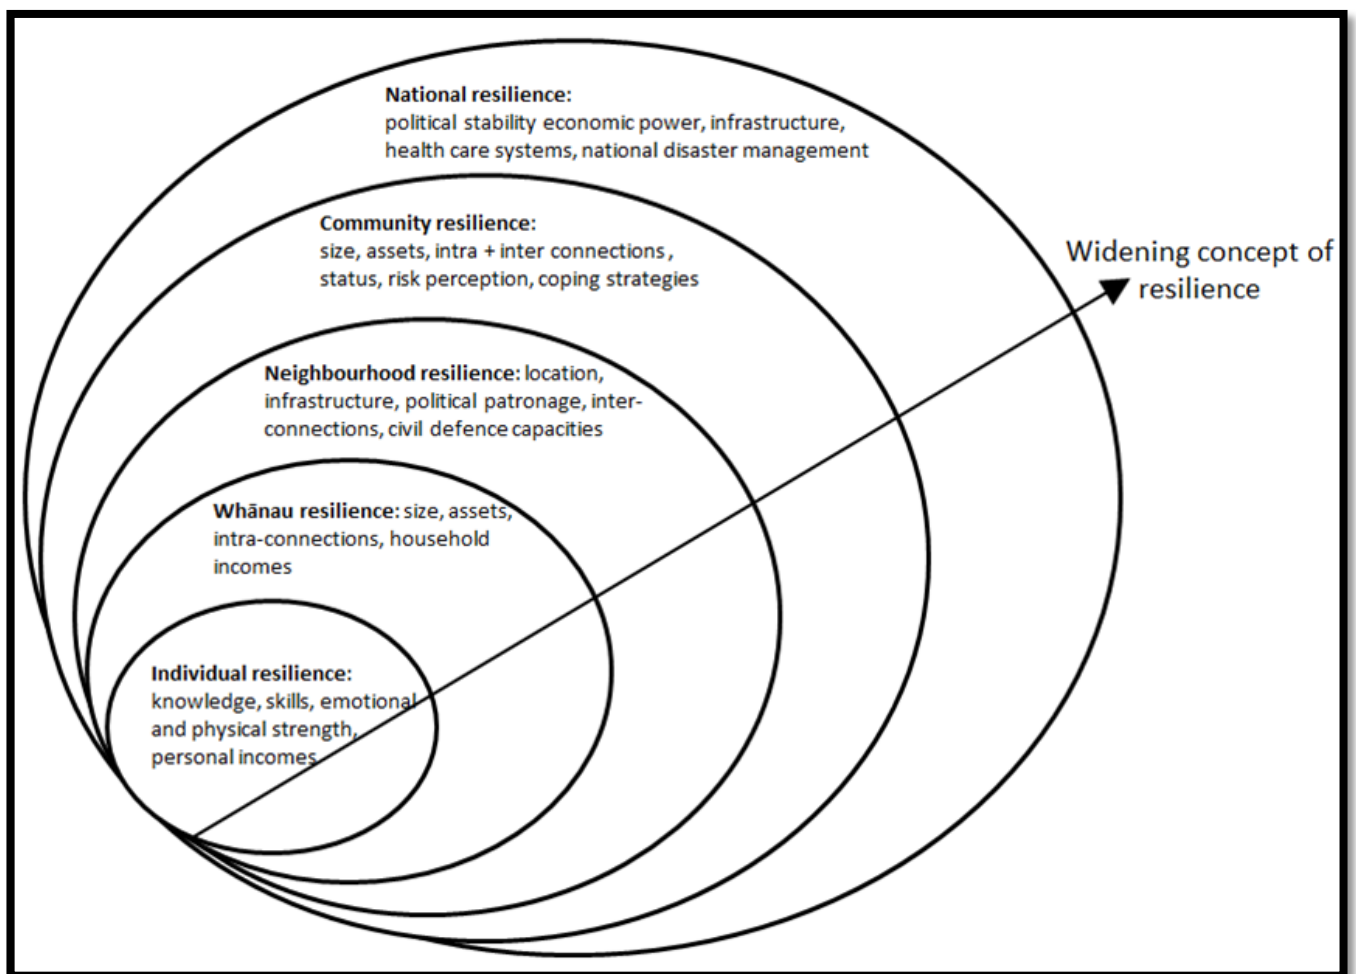 National resilience:
political stability economic power, infrastructure,
health care systems, national disaster management
Community resilience:
size, assets, intra + inter connections,
status, risk perception, coping strategies
Widening concept of
resilience
Neighbourhood resilience: location,
infrastructure, political patronage, inter-
connections, civil defence capacities
Whānau resilience: size, assets,
intra-connections, household
incomes
Individual resilience:
knowledge, skills, emotional
and physical strength,
personal incomes